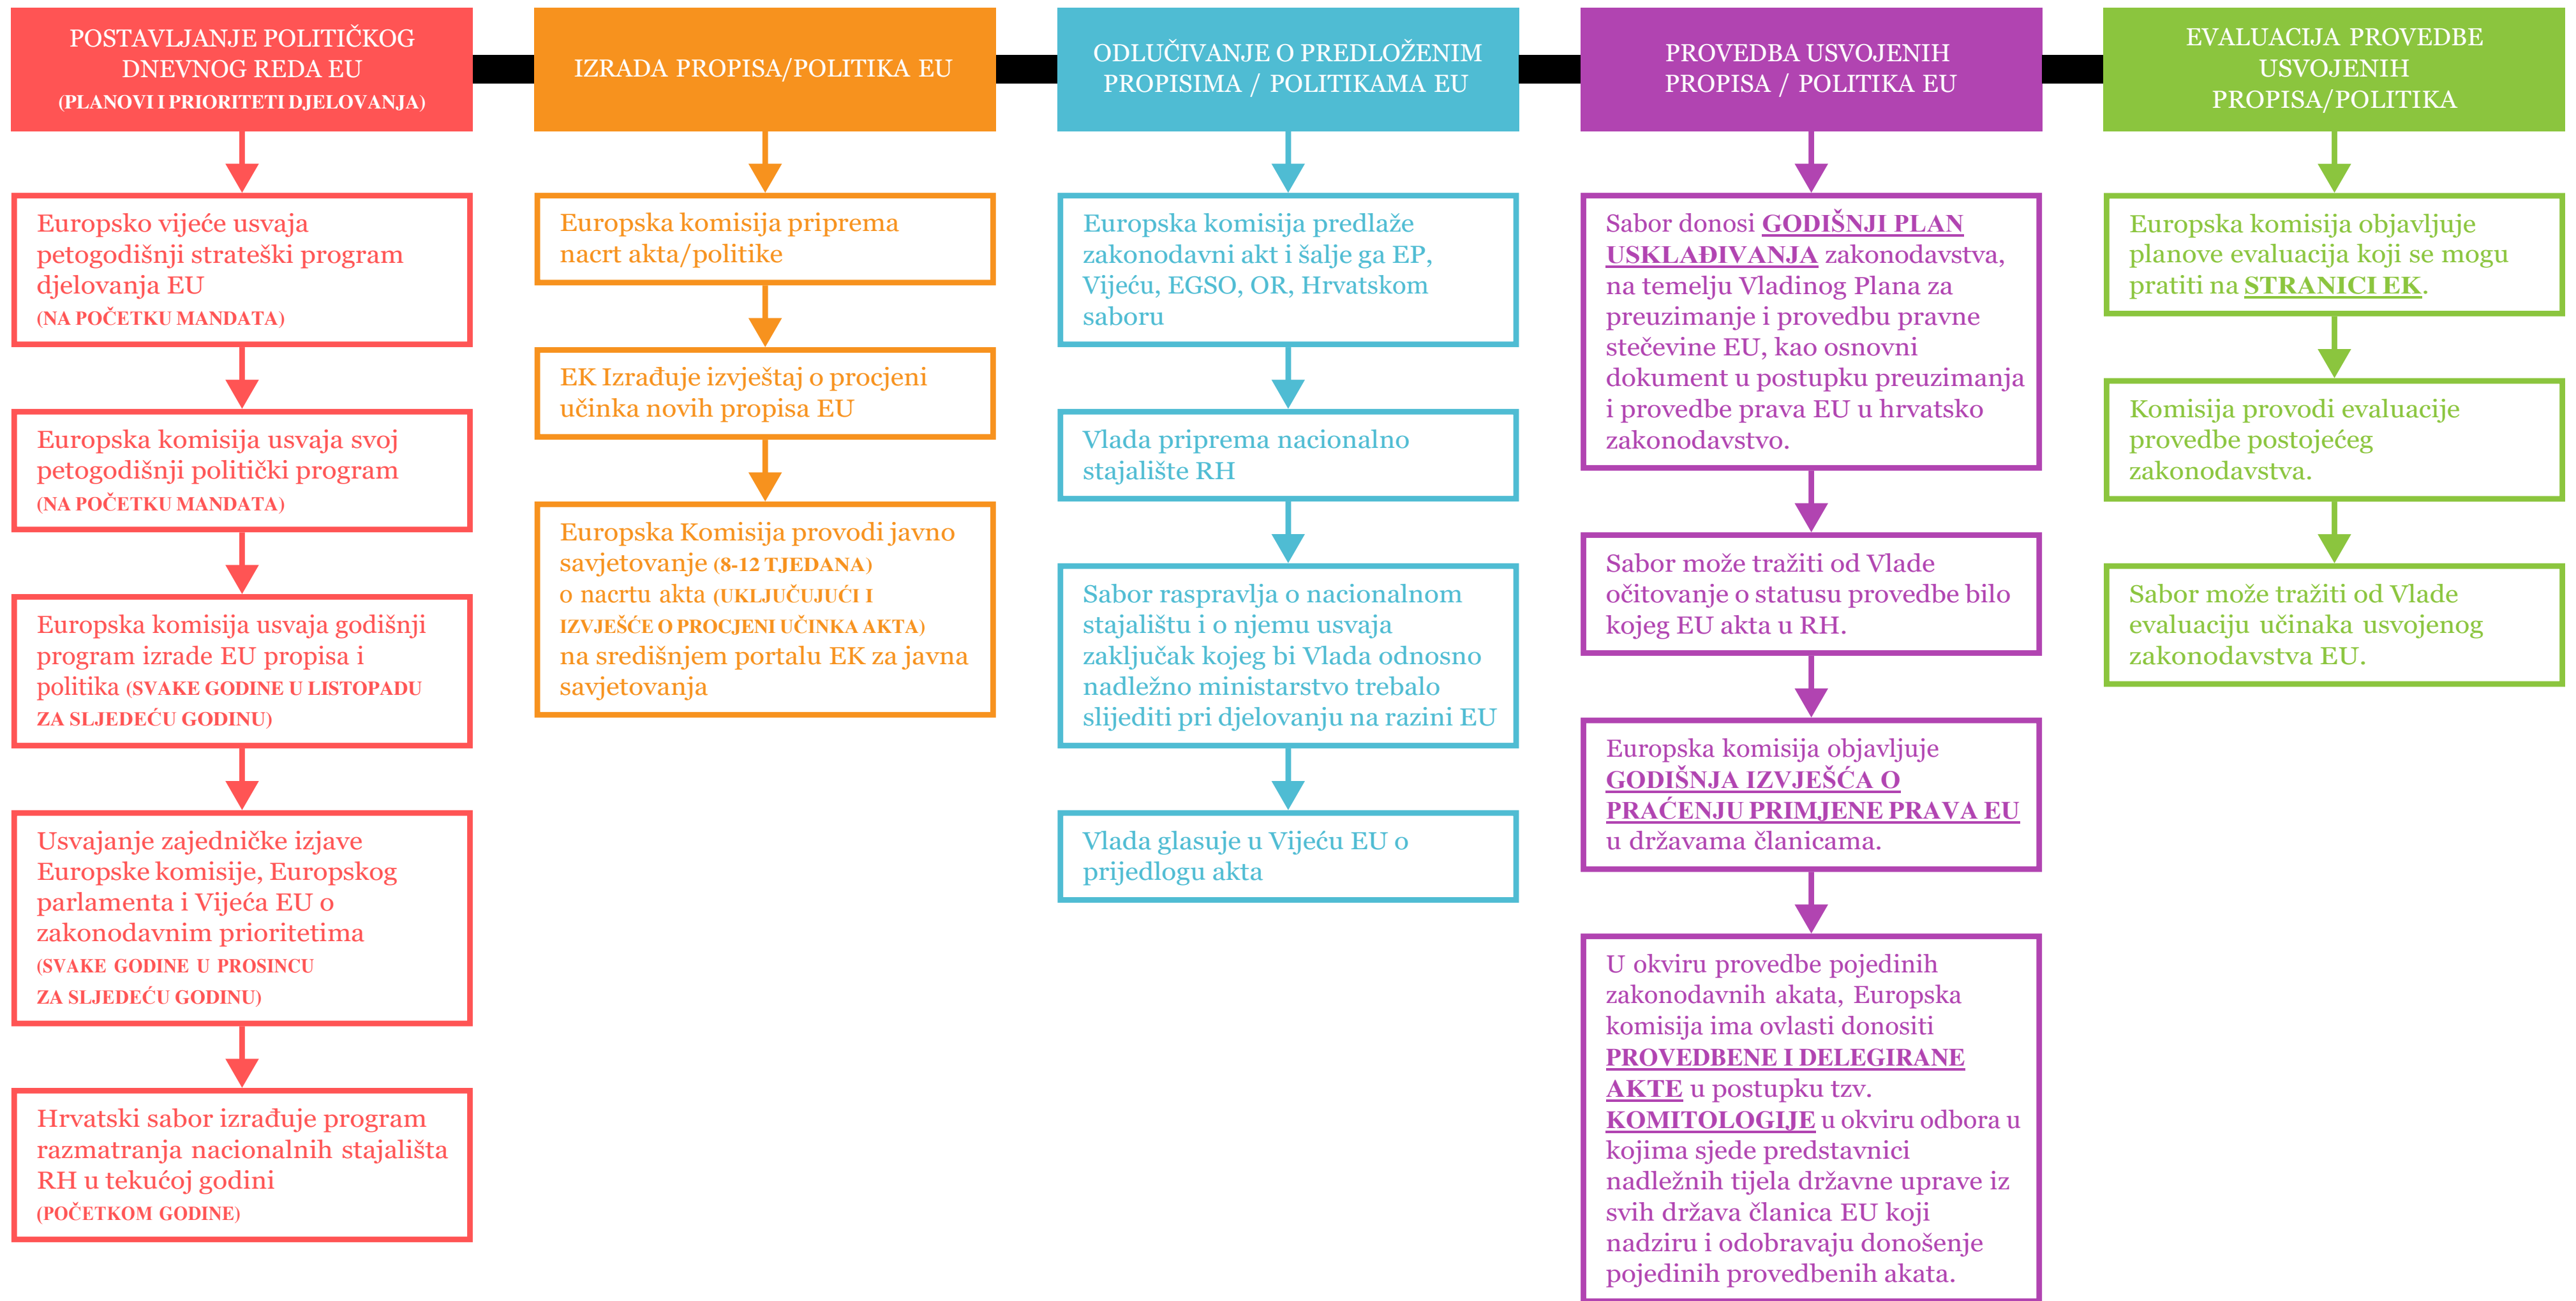 POSTAVLJANJE POLITIČKOG
DNEVNOG REDA EU
(PLANOVI I PRIORITETI DJELOVANJA)
Europsko vijeće usvaja
petogodišnji strateški program
djelovanja EU
(NA POČETKU MANDATA)
Europska komisija usvaja svoj
petogodišnji politički program
(NA POČETKU MANDATA)
Europska komisija usvaja godišnji
program izrade EU propisa i
politika (SVAKE GODINE U LISTOPADU
ZA SLJEDEĆU GODINU)
Usvajanje zajedničke izjave
Europske komisije, Europskog
parlamenta i Vijeća EU o
zakonodavnim prioritetima
(SVAKE GODINE U PROSINCU
ZA SLJEDEĆU GODINU)
Hrvatski sabor izrađuje program
razmatranja nacionalnih stajališta
RH u tekućoj godini
(POČETKOM GODINE)
IZRADA PROPISA/POLITIKA EU
Europska komisija priprema
nacrt akta/politike
EK Izrađuje izvještaj o procjeni
učinka novih propisa EU
Europska Komisija provodi javno
savjetovanje (8-12 TJEDANA)
o nacrtu akta (UKLJUČUJUĆI I
IZVJEŠĆE O PROCJENI UČINKA AKTA)
na središnjem portalu EK za javna
savjetovanja
ODLUČIVANJE O PREDLOŽENIM
PROPISIMA / POLITIKAMA EU
Europska komisija predlaže
zakonodavni akt i šalje ga EP,
Vijeću, EGSO, OR, Hrvatskom
saboru
Vlada priprema nacionalno
stajalište RH
Sabor raspravlja o nacionalnom
stajalištu i o njemu usvaja
zaključak kojeg bi Vlada odnosno
nadležno ministarstvo trebalo
slijediti pri djelovanju na razini EU
Vlada glasuje u Vijeću EU o
prijedlogu akta
PROVEDBA USVOJENIH
PROPISA / POLITIKA EU
Sabor donosi GODIŠNJI PLAN
USKLAĐIVANJA zakonodavstva,
na temelju Vladinog Plana za
preuzimanje i provedbu pravne
stečevine EU, kao osnovni
dokument u postupku preuzimanja
i provedbe prava EU u hrvatsko
zakonodavstvo.
Sabor može tražiti od Vlade
očitovanje o statusu provedbe bilo
kojeg EU akta u RH.
Europska komisija objavljuje
GODIŠNJA IZVJEŠĆA O
PRAĆENJU PRIMJENE PRAVA EU
u državama članicama.
U okviru provedbe pojedinih
zakonodavnih akata, Europska
komisija ima ovlasti donositi
PROVEDBENE I DELEGIRANE
AKTE u postupku tzv.
KOMITOLOGIJE u okviru odbora u
kojima sjede predstavnici
nadležnih tijela državne uprave iz
svih država članica EU koji
nadziru i odobravaju donošenje
pojedinih provedbenih akata.
EVALUACIJA PROVEDBE
USVOJENIH
PROPISA/POLITIKA
Europska komisija objavljuje
planove evaluacija koji se mogu
pratiti na STRANICI EK.
Komisija provodi evaluacije
provedbe postojećeg
zakonodavstva.
Sabor može tražiti od Vlade
evaluaciju učinaka usvojenog
zakonodavstva EU.